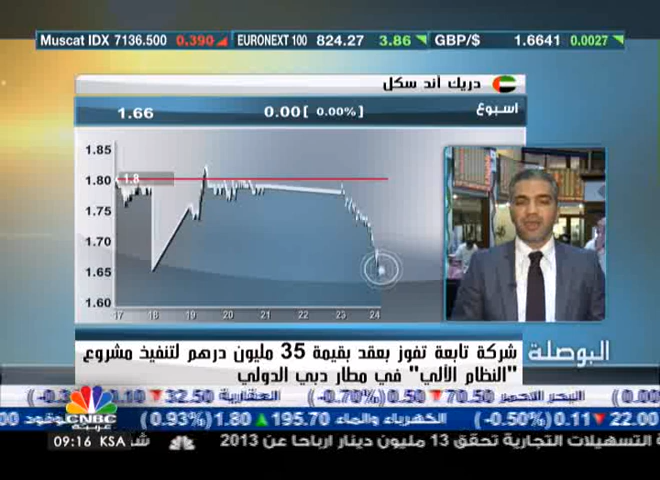 Muscat IDX 7136.500 0.390 EURONEXT 100 824.27 3.86 GBP/$ 1.6641 0.0027
دريك أند سكل
1.66 0.00[ 0.00%] اسبوع
1.85
1.80
1.8
1.75
1.70
1.65
1.60
17 18 19 20 21 22 23 24
البوصلة
شركة تابعة تفوز بعقد بقيمة 35 مليون درهم لتنفيذ مشروع
"النظام الألي" في مطار دبي الدولي
البحر الأحمر 70.50 0.50 (-0.70%) العقارية 32.50 0.10
22.00 0.11 (-0.50%) الكهرباء والماء 195.70 1.80 (0.93%)
CNBC
عربية
09:16 KSA
التسهيلات التجارية تحقق 13 مليون دينار ارباحا عن 2013